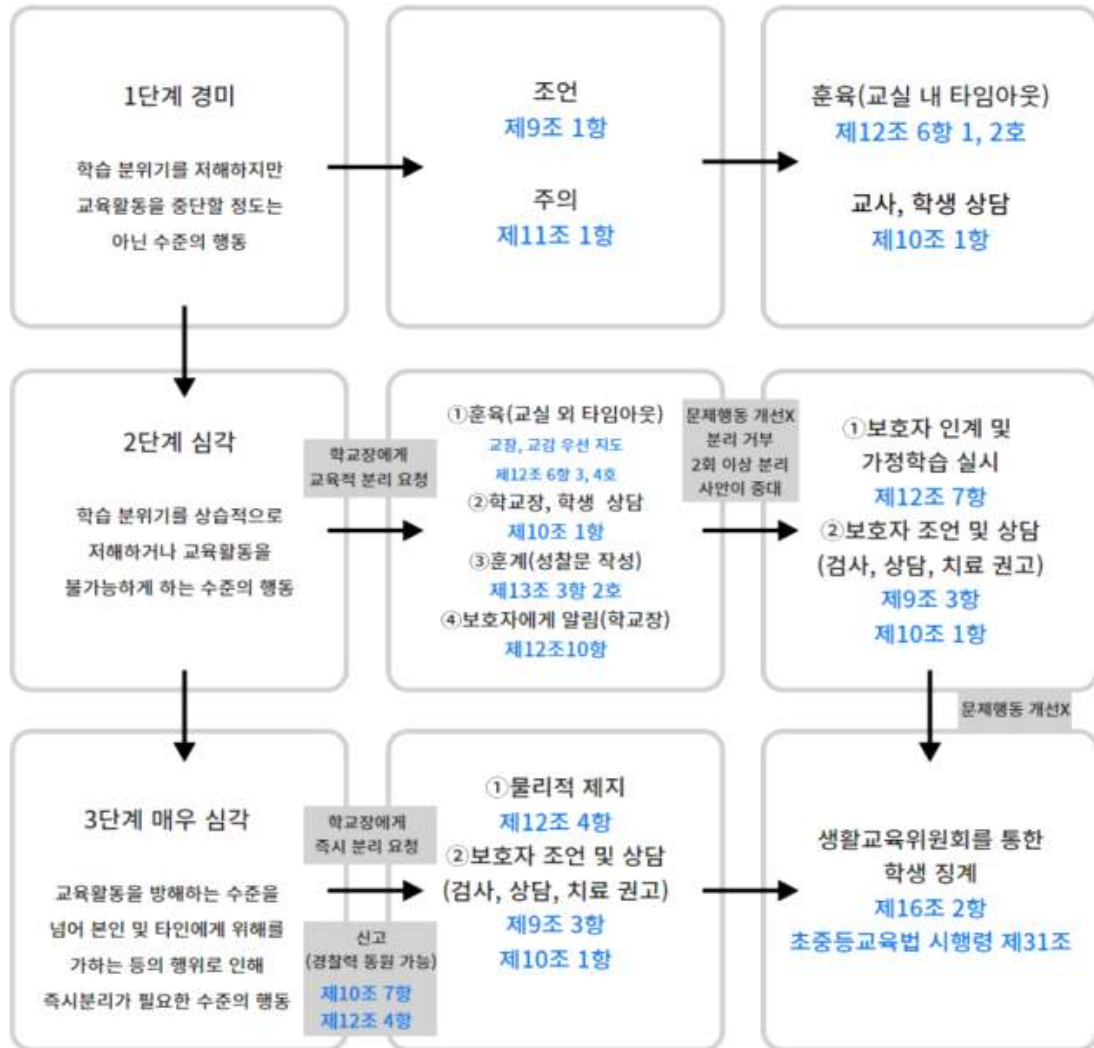 1단계 경미
학습 분위기를 저해하지만
교육활동을 중단할 정도는
아닌 수준의 행동
조언
제9조 1항
주의
제11조 1항
훈육(교실 내 타임아웃)
제12조 6항 1, 2호
교사, 학생 상담
제10조 1항
2단계 심각
학습 분위기를 상습적으로
저해하거나 교육활동을
불가능하게 하는 수준의 행동
학교장에게
교육적 분리 요청
①훈육(교실 외 타임아웃)
교장, 교감 우선 지도
제12조 6항 3, 4호
②학교장, 학생 상담
제10조 1항
③훈계(성찰문 작성)
제13조 3항 2호
④보호자에게 알림(학교장)
제12조10항
문제행동 개선X
분리 거부
2회 이상 분리
사안이 중대
①보호자 인계 및
가정학습 실시
제12조 7항
②보호자 조언 및 상담
(검사, 상담, 치료 권고)
제9조 3항
제10조 1항
문제행동 개선X
3단계 매우 심각
교육활동을 방해하는 수준을
넘어 본인 및 타인에게 위해를
가하는 등의 행위로 인해
즉시분리가 필요한 수준의 행동
학교장에게
즉시 분리 요청
신고
(경찰력 동원 가능)
제10조 7항
제12조 4항
①물리적 제지
제12조 4항
②보호자 조언 및 상담
(검사, 상담, 치료 권고)
제9조 3항
제10조 1항
생활교육위원회를 통한
학생 징계
제16조 2항
초중등교육법 시행령 제31조